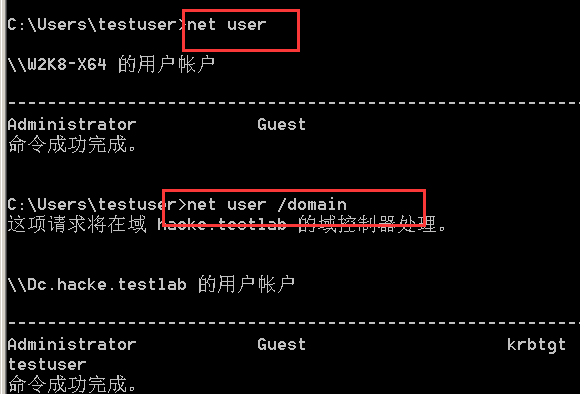 C:\Users\testuser>net user
\\W2K8-X64 的用户帐户
-------------------------------------------------------------------------------
Administrator Guest
命令成功完成。
C:\Users\testuser>net user /domain
这项请求将在域 hacke.testlab 的域控制器处理。
\\Dc.hacke.testlab 的用户帐户
-------------------------------------------------------------------------------
Administrator Guest krbtgt
testuser
命令成功完成。